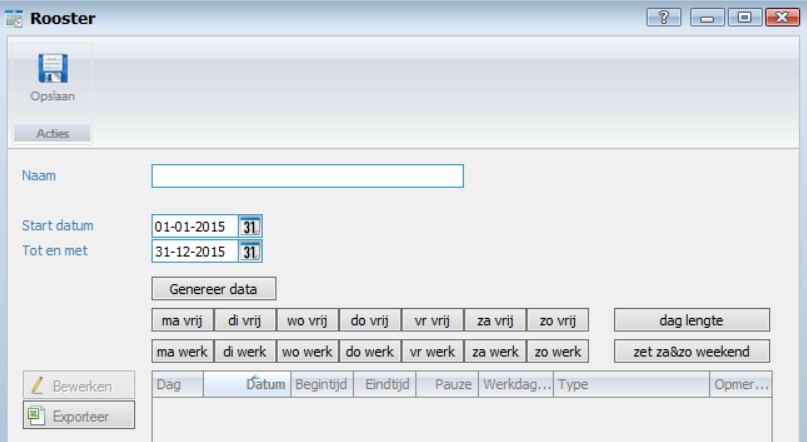 Rooster
?
Opslaan
Acties
Naam
Start datum 01-01-2015 31
Tot en met 31-12-2015 31
Genereer data
ma vrij di vrij wo vrij do vrij vr vrij za vrij zo vrij dag lengte
ma werk di werk wo werk do werk vr werk za werk zo werk zet za&zo weekend
Bewerken
Dag Datum Begintijd Eindtijd Pauze Werkdag... Type Opmer...
Exporteer